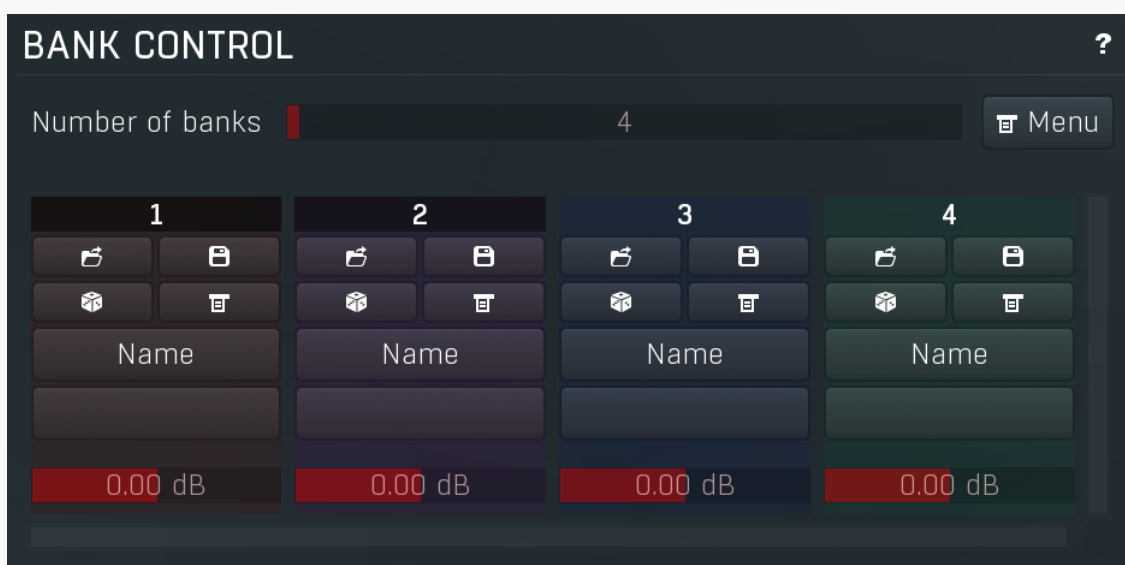 BANK CONTROL ?
Number of banks 4 Menu
1 2 3 4
Name Name Name Name
0.00 dB 0.00 dB 0.00 dB 0.00 dB